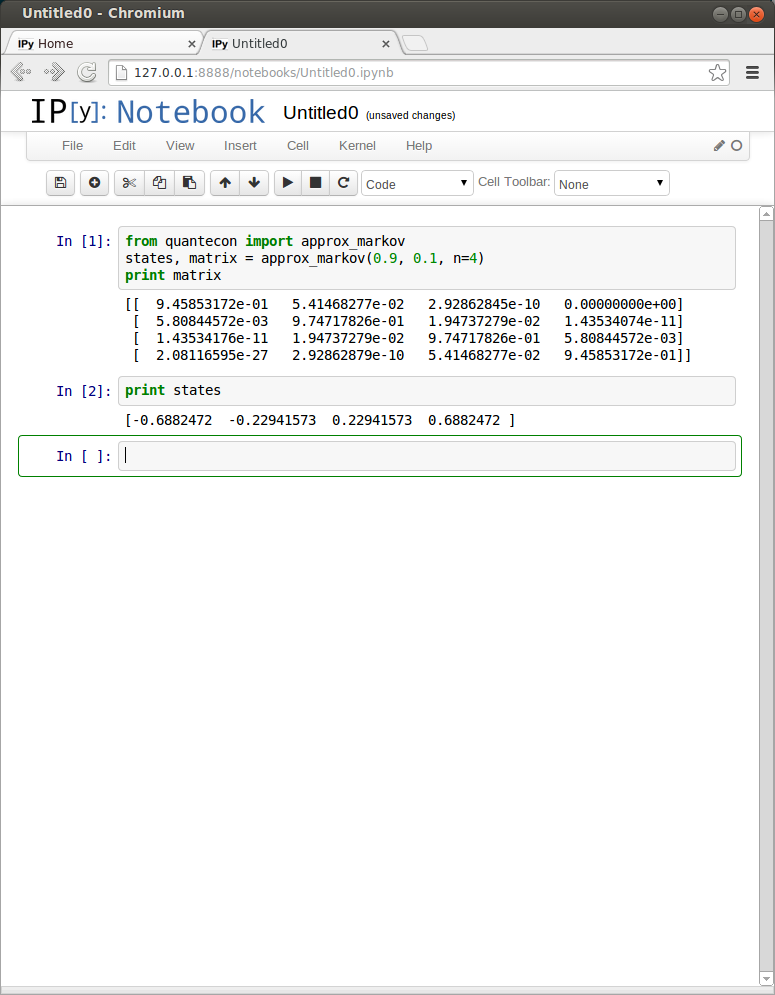 Untitled0 - Chromium
IPy Home × IPy Untitled0 ×
127.0.0.1:8888/notebooks/Untitled0.ipynb
IP[y]: Notebook Untitled0 (unsaved changes)
File Edit View Insert Cell Kernel Help
Code Cell Toolbar: None
In [1]: from quantecon import approx_markov
states, matrix = approx_markov(0.9, 0.1, n=4)
print matrix
[[ 9.45853172e-01 5.41468277e-02 2.92862845e-10 0.00000000e+00]
[ 5.80844572e-03 9.74717826e-01 1.94737279e-02 1.43534074e-11]
[ 1.43534176e-11 1.94737279e-02 9.74717826e-01 5.80844572e-03]
[ 2.08116595e-27 2.92862879e-10 5.41468277e-02 9.45853172e-01]]
In [2]: print states
[-0.6882472 -0.22941573 0.22941573 0.6882472 ]
In [ ]: